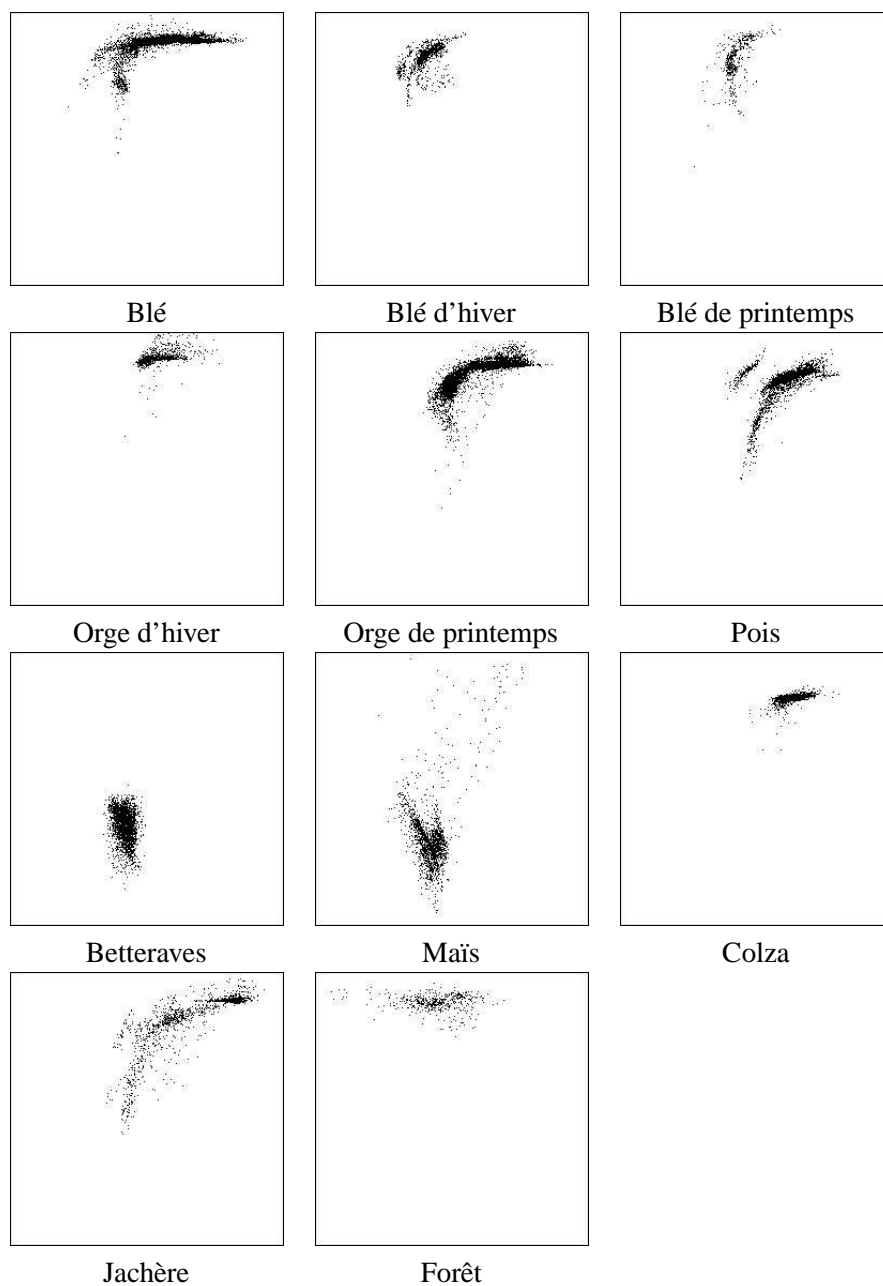 Blé Blé d’hiver Blé de printemps
Orge d’hiver Orge de printemps Pois
Betteraves Maïs Colza
Jachère Forêt